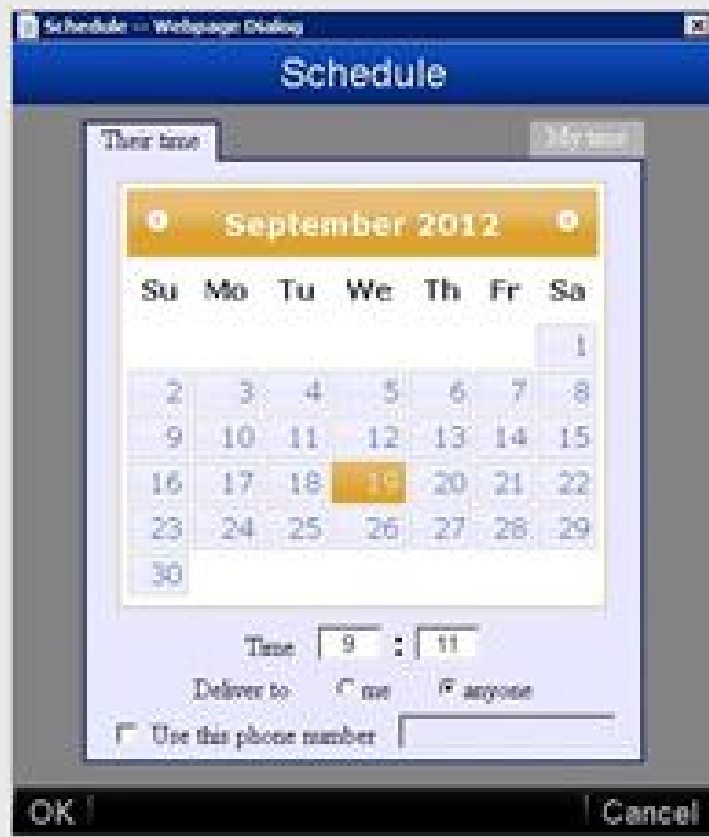 Schedule -- Webpage Dialog
Schedule
Their time My time
September 2012
Su Mo Tu We Th Fr Sa
1
2 3 4 5 6 7 8
9 10 11 12 13 14 15
16 17 18 19 20 21 22
23 24 25 26 27 28 29
30
Time 9 : 11
Deliver to me anyone
Use this phone number
OK Cancel